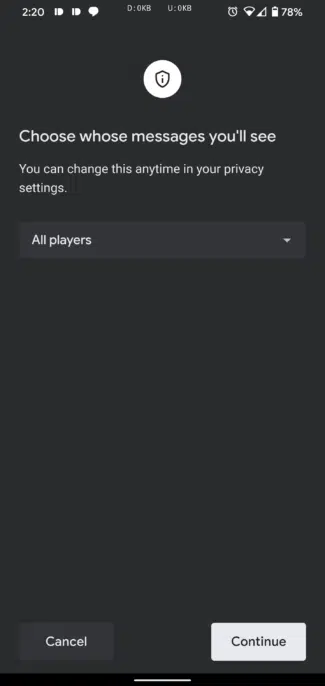 2:20 D:0KB U:0KB 78%
Choose whose messages you'll see
You can change this anytime in your privacy
settings.
All players
Cancel Continue